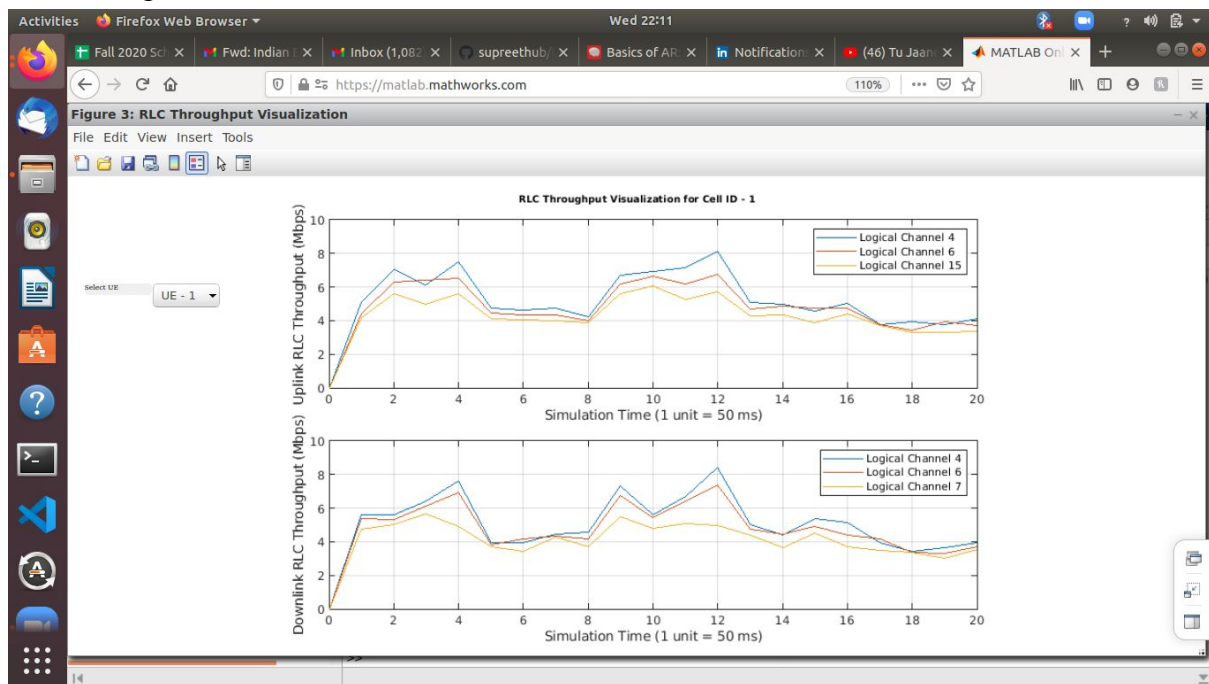 Activities Firefox Web Browser Wed 22:11
Fall 2020 Sch Fwd: Indian Inbox (1,082 supreethub/ Basics of AR Notifications (46) Tu Jaan MATLAB Onl
https://matlab.mathworks.com 110%
Figure 3: RLC Throughput Visualization
File Edit View Insert Tools
Select UE
UE - 1
RLC Throughput Visualization for Cell ID - 1
Uplink RLC Throughput (Mbps)
10
8
6
4
2
0
Logical Channel 4
Logical Channel 6
Logical Channel 15
0 2 4 6 8 10 12 14 16 18 20
Simulation Time (1 unit = 50 ms)
Downlink RLC Throughput (Mbps)
10
8
6
4
2
0
Logical Channel 4
Logical Channel 6
Logical Channel 7
0 2 4 6 8 10 12 14 16 18 20
Simulation Time (1 unit = 50 ms)
>>